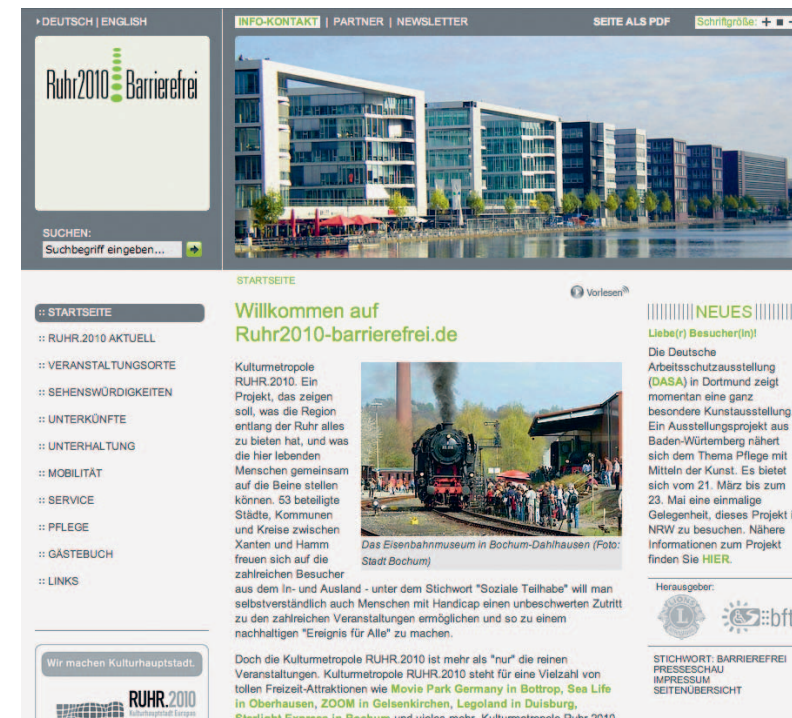 DEUTSCH | ENGLISH
INFO-KONTAKT | PARTNER | NEWSLETTER
SEITE ALS PDF
Schriftgröße:
Ruhr2010 Barrierefrei
SUCHEN:
Suchbegriff eingeben...
:: STARTSEITE
:: RUHR.2010 AKTUELL
:: VERANSTALTUNGSORTE
:: SEHENSWÜRDIGKEITEN
:: UNTERKÜNFTE
:: UNTERHALTUNG
:: MOBILITÄT
:: SERVICE
:: PFLEGE
:: GÄSTEBUCH
:: LINKS
Wir machen Kulturhauptstadt.
RUHR.2010
Kulturhauptstadt Europas
STARTSEITE
Vorlesen
Willkommen auf
Ruhr2010-barrierefrei.de
Kulturmetropole
RUHR.2010. Ein
Projekt, das zeigen
soll, was die Region
entlang der Ruhr alles
zu bieten hat, und was
die hier lebenden
Menschen gemeinsam
auf die Beine stellen
können. 53 beteiligte
Städte, Kommunen
und Kreise zwischen
Xanten und Hamm
freuen sich auf die
zahlreichen Besucher
Das Eisenbahnmuseum in Bochum-Dahlhausen (Foto:
Stadt Bochum)
aus dem In- und Ausland - unter dem Stichwort "Soziale Teilhabe" will man
selbstverständlich auch Menschen mit Handicap einen unbeschwerten Zutritt
zu den zahlreichen Veranstaltungen ermöglichen und so zu einem
nachhaltigen "Ereignis für Alle" zu machen.
Doch die Kulturmetropole RUHR.2010 ist mehr als "nur" die reinen
Veranstaltungen. Kulturmetropole RUHR.2010 steht für eine Vielzahl von
tollen Freizeit-Attraktionen wie Movie Park Germany in Bottrop, Sea Life
in Oberhausen, ZOOM in Gelsenkirchen, Legoland in Duisburg,
Starlight Express in Bochum und vieles mehr. Kulturmetropole Ruhr.2010
NEUES
Liebe(r) Besucher(in)!
Die Deutsche
Arbeitsschutzausstellung
(DASA) in Dortmund zeigt
momentan eine ganz
besondere Kunstausstellung
Ein Ausstellungsprojekt aus
Baden-Würtemberg nähert
sich dem Thema Pflege mit
Mitteln der Kunst. Es bietet
sich vom 21. März bis zum
23. Mai eine einmalige
Gelegenheit, dieses Projekt
NRW zu besuchen. Nähere
Informationen zum Projekt
finden Sie HIER.
Herausgeber:
::bft
STICHWORT: BARRIEREFREI
PRESSESCHAU
IMPRESSUM
SEITENÜBERSICHT